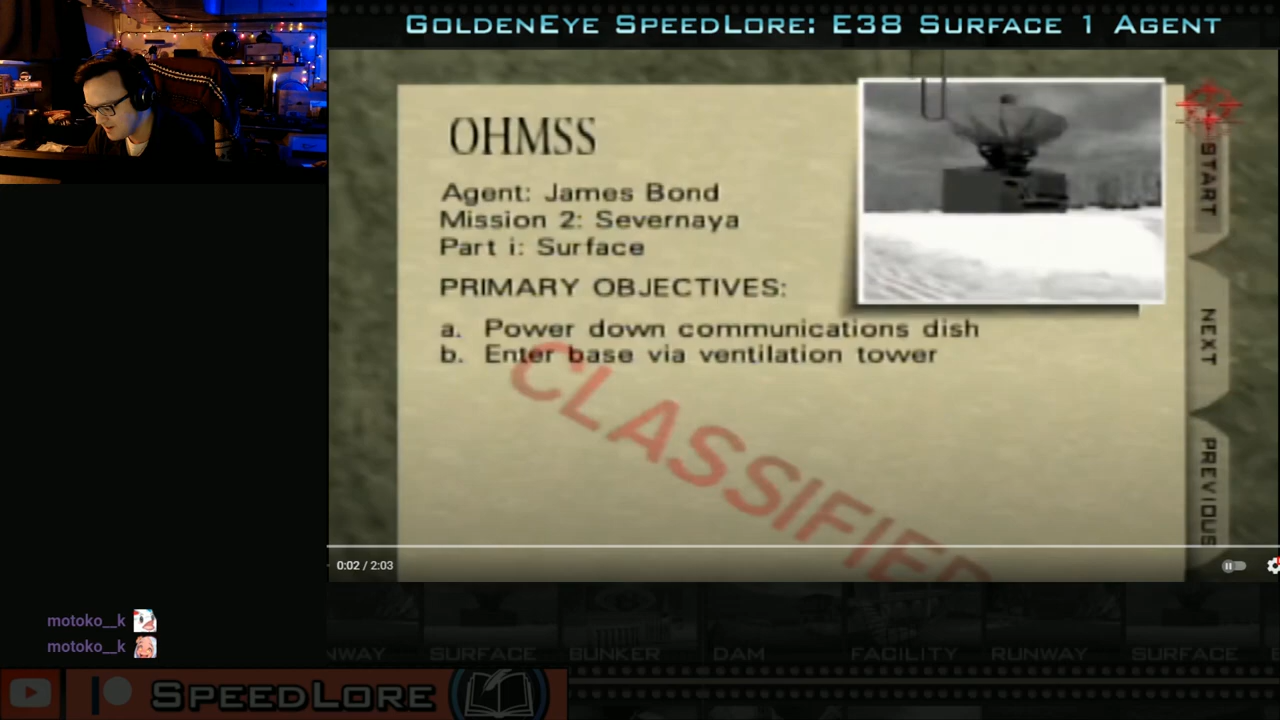 GOLDENEYE SPEEDLORE: E38 SURFACE 1 AGENT
OHMSS
Agent: James Bond
Mission 2: Severnaya
Part i: Surface
PRIMARY OBJECTIVES:
a. Power down communications dish
b. Enter base via ventilation tower
CLASSIFIED
START
NEXT
PREVIOUS
0:02 / 2:03
motoko__k
motoko__k
NWAY SURFACE BUNKER DAM FACILITY RUNWAY SURFACE
SPEEDLORE